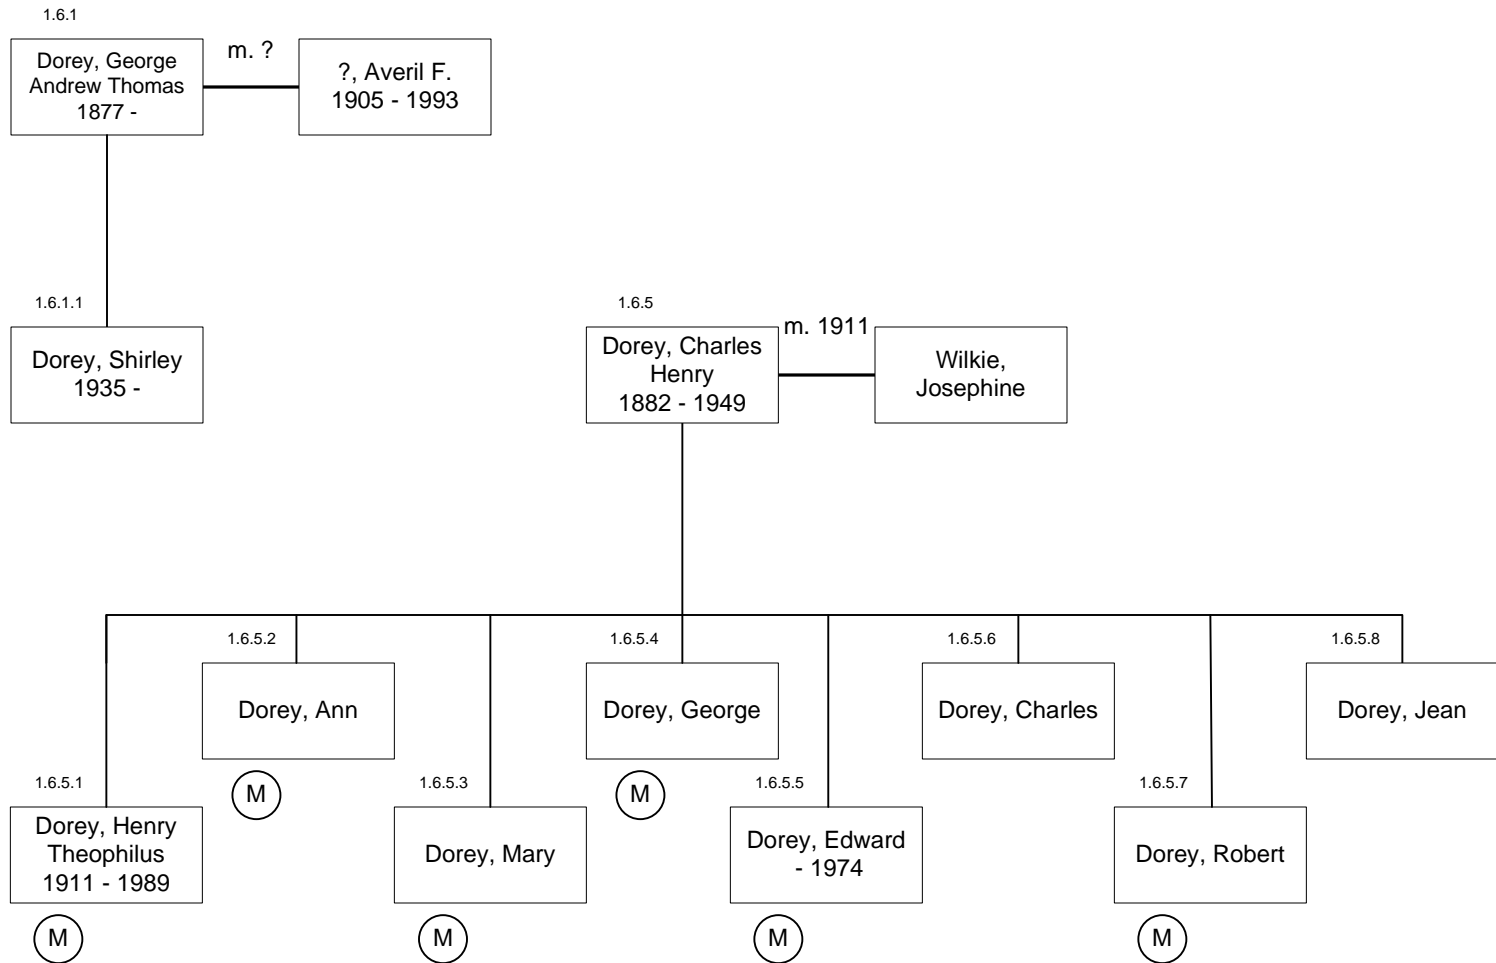 1.6.1
Dorey, George
Andrew Thomas
1877 -
m. ?
?, Averil F.
1905 - 1993
1.6.1.1
Dorey, Shirley
1935 -
1.6.5
Dorey, Charles
Henry
1882 - 1949
m. 1911
Wilkie,
Josephine
1.6.5.2
Dorey, Ann
M
1.6.5.4
Dorey, George
M
1.6.5.6
Dorey, Charles
1.6.5.8
Dorey, Jean
1.6.5.1
Dorey, Henry
Theophilus
1911 - 1989
M
1.6.5.3
Dorey, Mary
M
1.6.5.5
Dorey, Edward
- 1974
M
1.6.5.7
Dorey, Robert
M